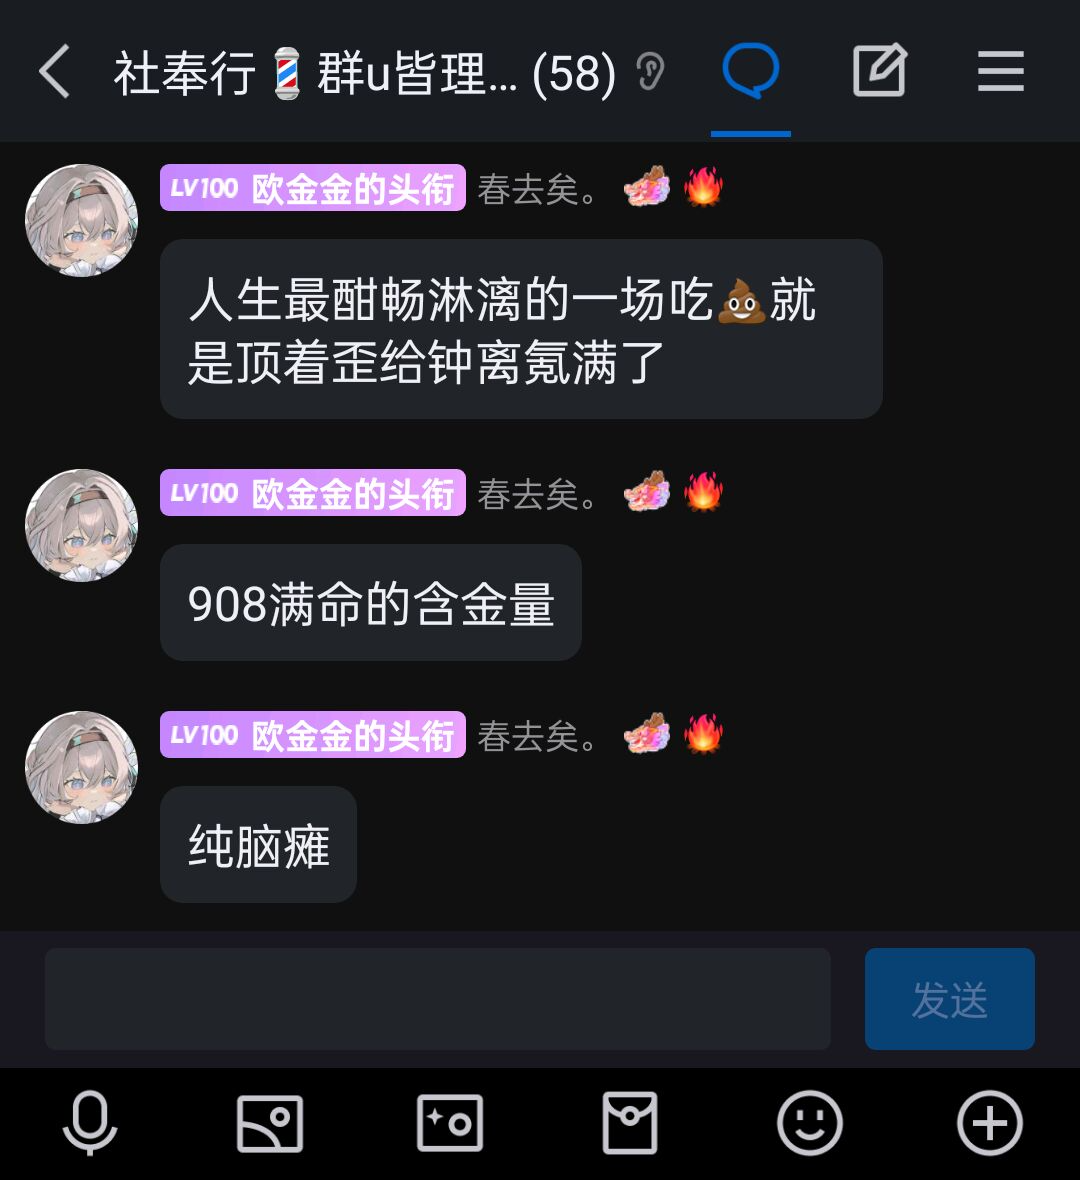 社奉行💈群u皆理... (58)
LV100 欧金金的头衔 春去矣。
人生最酣畅淋漓的一场吃💩就
是顶着歪给钟离氪满了
LV100 欧金金的头衔 春去矣。
908满命的含金量
LV100 欧金金的头衔 春去矣。
纯脑瘫
发送